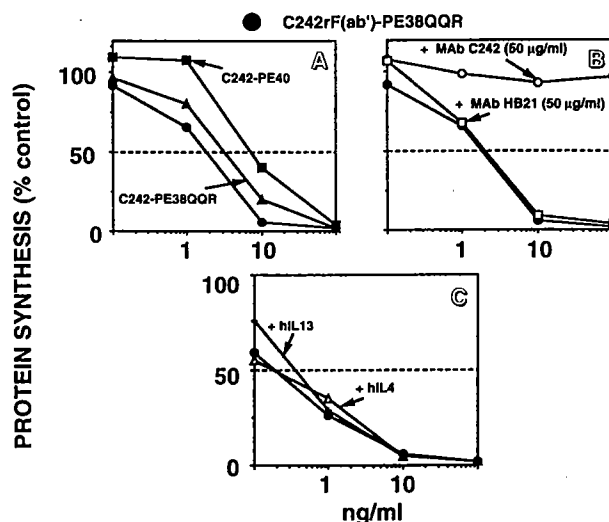 C242rF(ab')-PE38QQR
PROTEIN SYNTHESIS (% control)
A
100
50
0
C242-PE40
C242-PE38QQR
1
10
B
+ MAb C242 (50 µg/ml)
+ MAb HB21 (50 µg/ml)
1
10
C
100
50
0
+ hIL13
+ hIL4
1
10
ng/ml